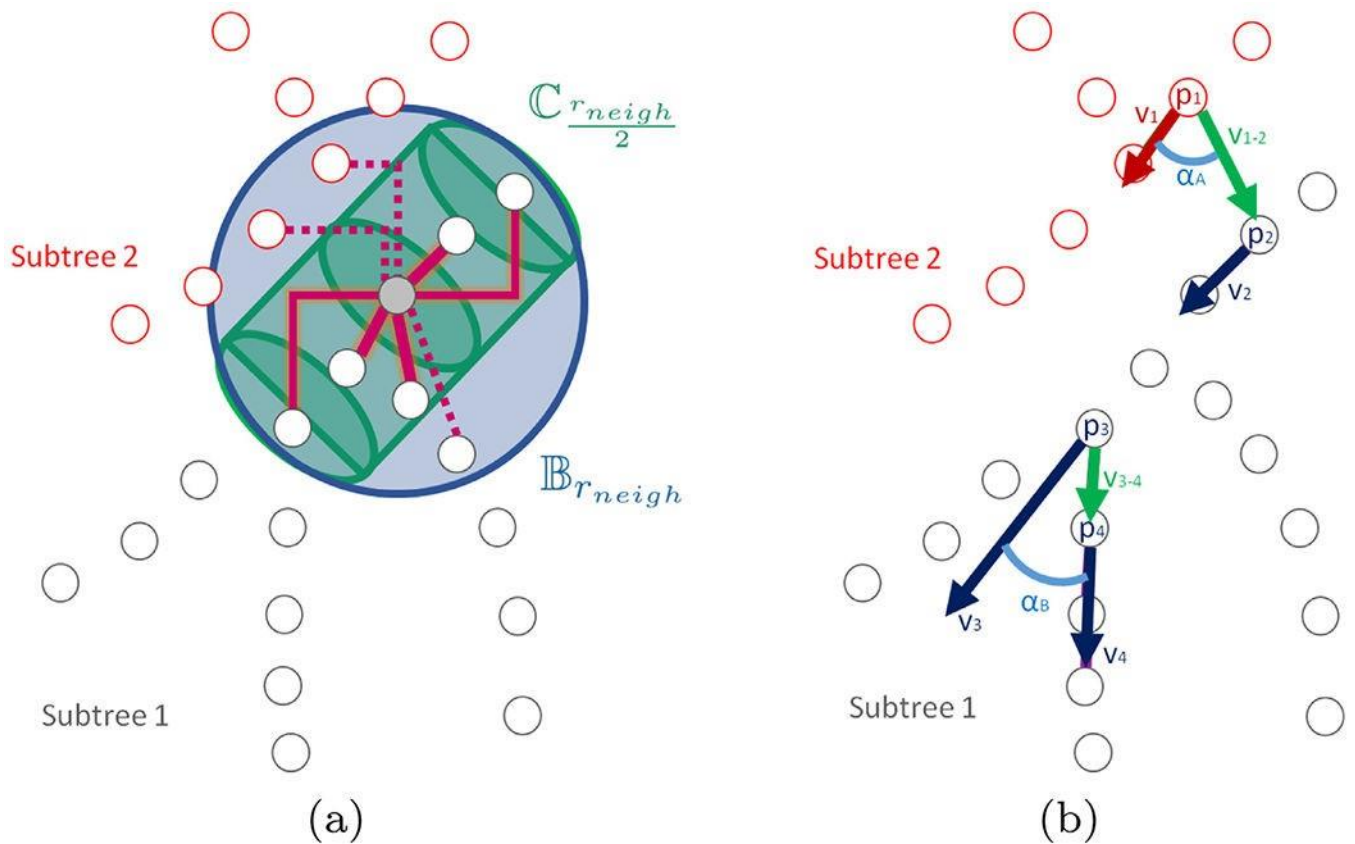 ℂ r_neigh/2
Subtree 2
𝔹 r_neigh
Subtree 1
(a)
p1
v1
v1-2
αA
p2
Subtree 2
v2
p3
v3-4
p4
αB
v3
v4
Subtree 1
(b)